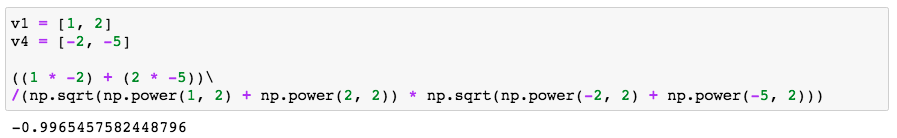 v1 = [1, 2]
v4 = [-2, -5]
((1 * -2) + (2 * -5))\
/(np.sqrt(np.power(1, 2) + np.power(2, 2)) * np.sqrt(np.power(-2, 2) + np.power(-5, 2)))
-0.9965457582448796